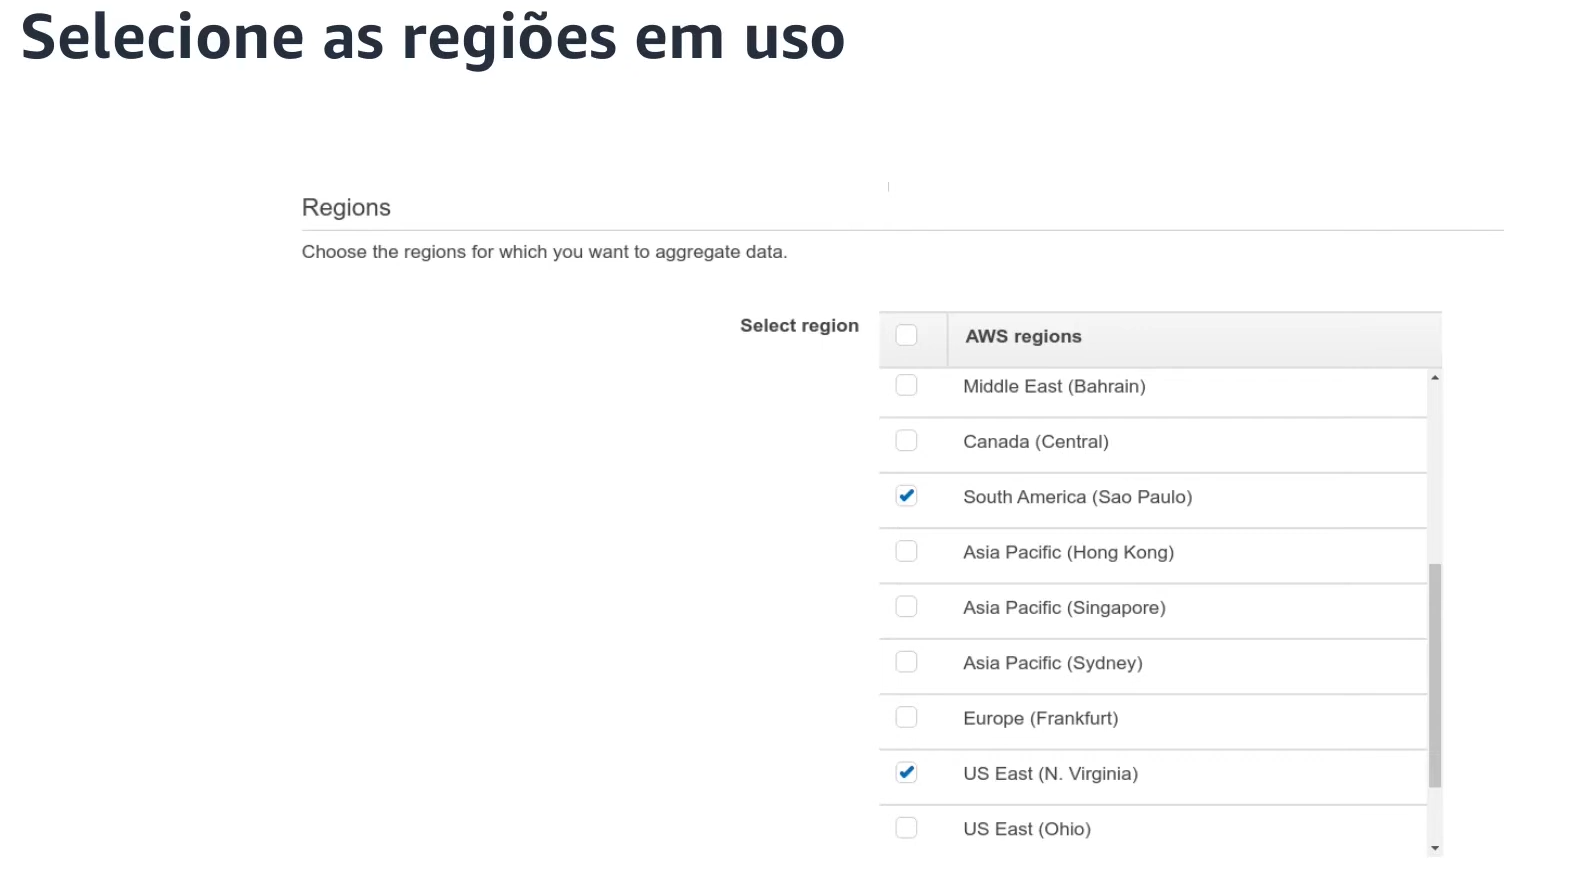 Selecione as regiões em uso
Regions
Choose the regions for which you want to aggregate data.
Select region
AWS regions
Middle East (Bahrain)
Canada (Central)
South America (Sao Paulo)
Asia Pacific (Hong Kong)
Asia Pacific (Singapore)
Asia Pacific (Sydney)
Europe (Frankfurt)
US East (N. Virginia)
US East (Ohio)